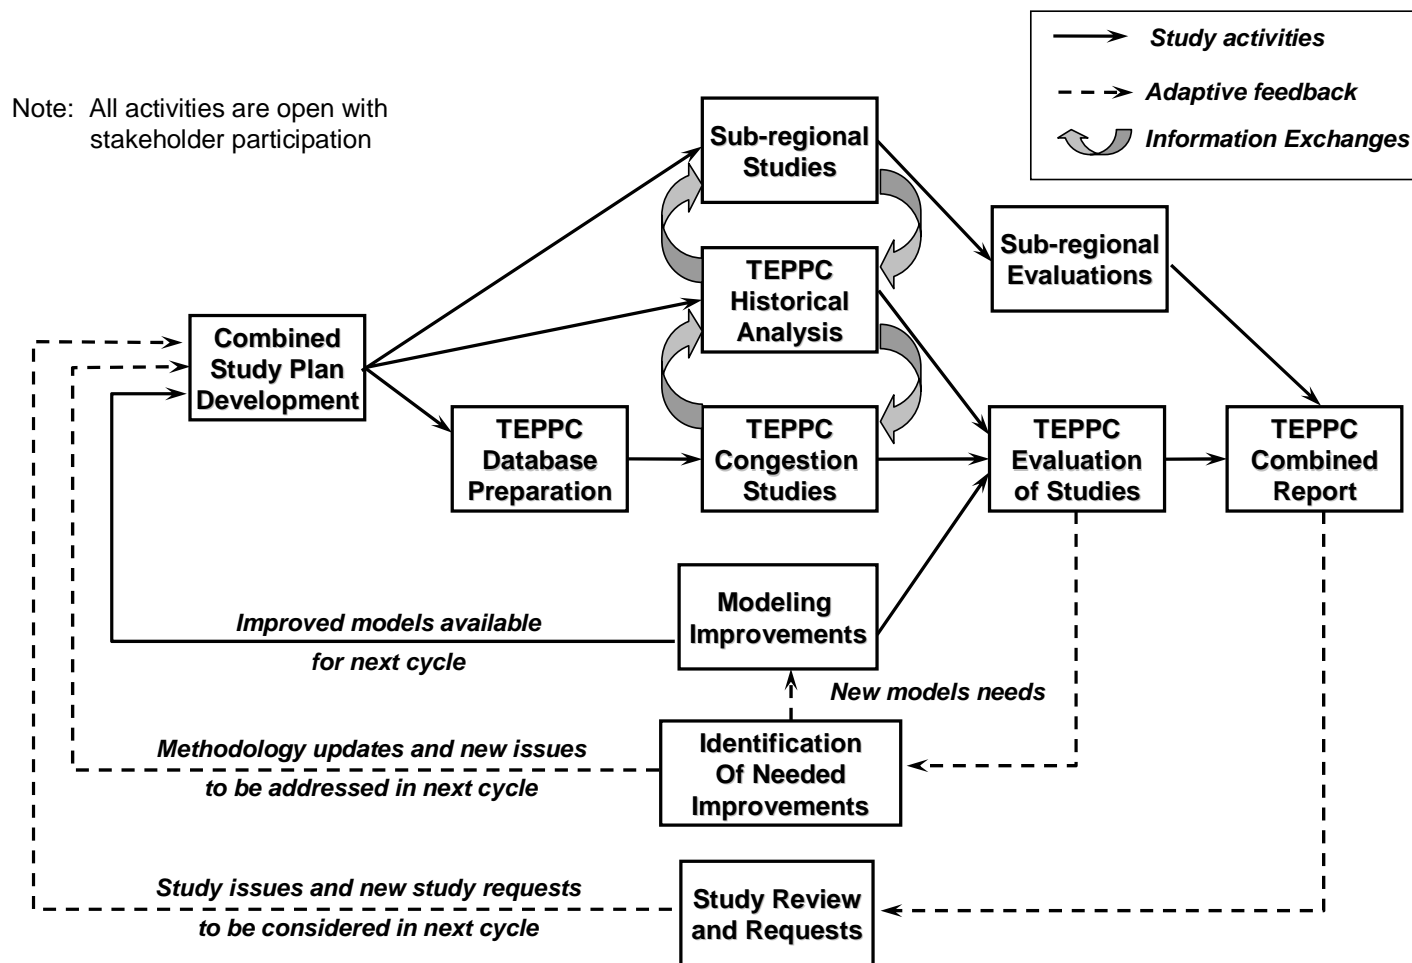 Study activities
Adaptive feedback
Information Exchanges
Note: All activities are open with
stakeholder participation
Sub-regional
Studies
Sub-regional
Evaluations
TEPPC
Historical
Analysis
Combined
Study Plan
Development
TEPPC
Database
Preparation
TEPPC
Congestion
Studies
TEPPC
Evaluation
of Studies
TEPPC
Combined
Report
Modeling
Improvements
Improved models available
for next cycle
New models needs
Identification
Of Needed
Improvements
Methodology updates and new issues
to be addressed in next cycle
Study Review
and Requests
Study issues and new study requests
to be considered in next cycle